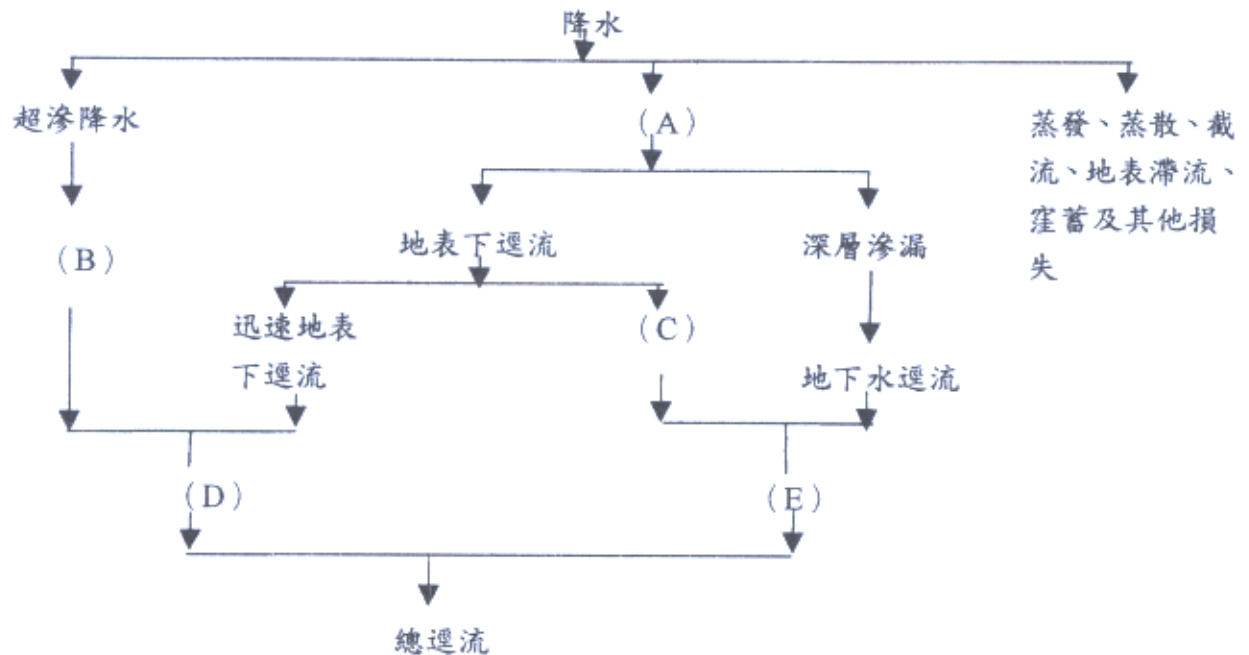 降水
超滲降水
(A)
蒸發、蒸散、截
流、地表滯流、
窪蓄及其他損
失
(B)
地表下逕流
深層滲漏
迅速地表
下逕流
(C)
地下水逕流
(D)
(E)
總逕流